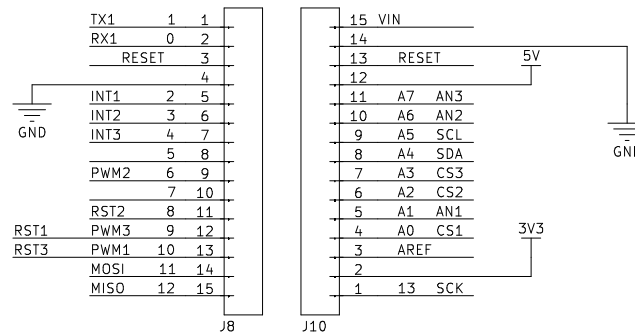 TX1 1 1
RX1 0 2
RESET 3
4
INT1 2 5
INT2 3 6
INT3 4 7
5 8
PWM2 6 9
7 10
RST2 8 11
RST1 PWM3 9 12
RST3 PWM1 10 13
MOSI 11 14
MISO 12 15
GND
J8
15 VIN
14
13 RESET
12
11 A7 AN3
10 A6 AN2
9 A5 SCL
8 A4 SDA
7 A3 CS3
6 A2 CS2
5 A1 AN1
4 A0 CS1
3 AREF
2
1 13 SCK
5V
3V3
J10